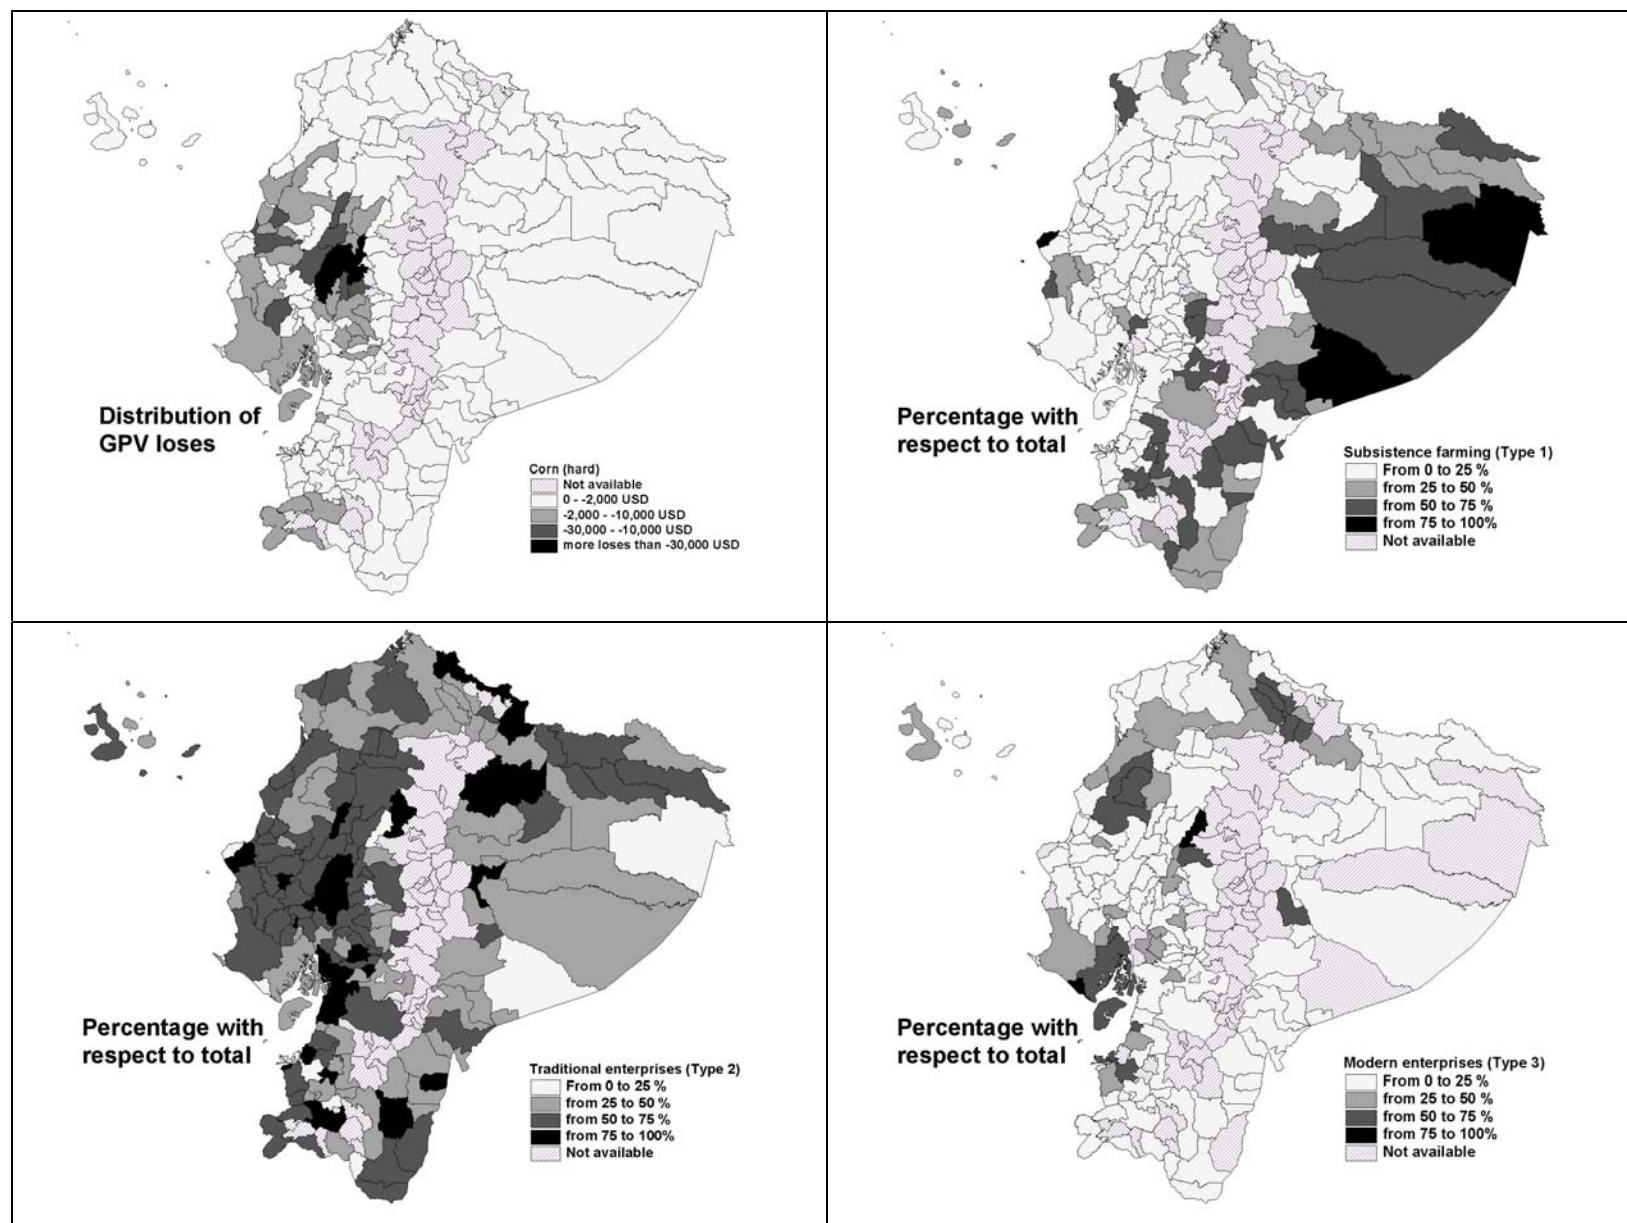 Distribution of
GPV loses
Corn (hard)
Not available
0 - -2,000 USD
-2,000 - -10,000 USD
-30,000 - -10,000 USD
more loses than -30,000 USD
Percentage with
respect to total
Subsistence farming (Type 1)
From 0 to 25 %
from 25 to 50 %
from 50 to 75 %
from 75 to 100%
Not available
Percentage with
respect to total
Traditional enterprises (Type 2)
From 0 to 25 %
from 25 to 50 %
from 50 to 75 %
from 75 to 100%
Not available
Percentage with
respect to total
Modern enterprises (Type 3)
From 0 to 25 %
from 25 to 50 %
from 50 to 75 %
from 75 to 100%
Not available